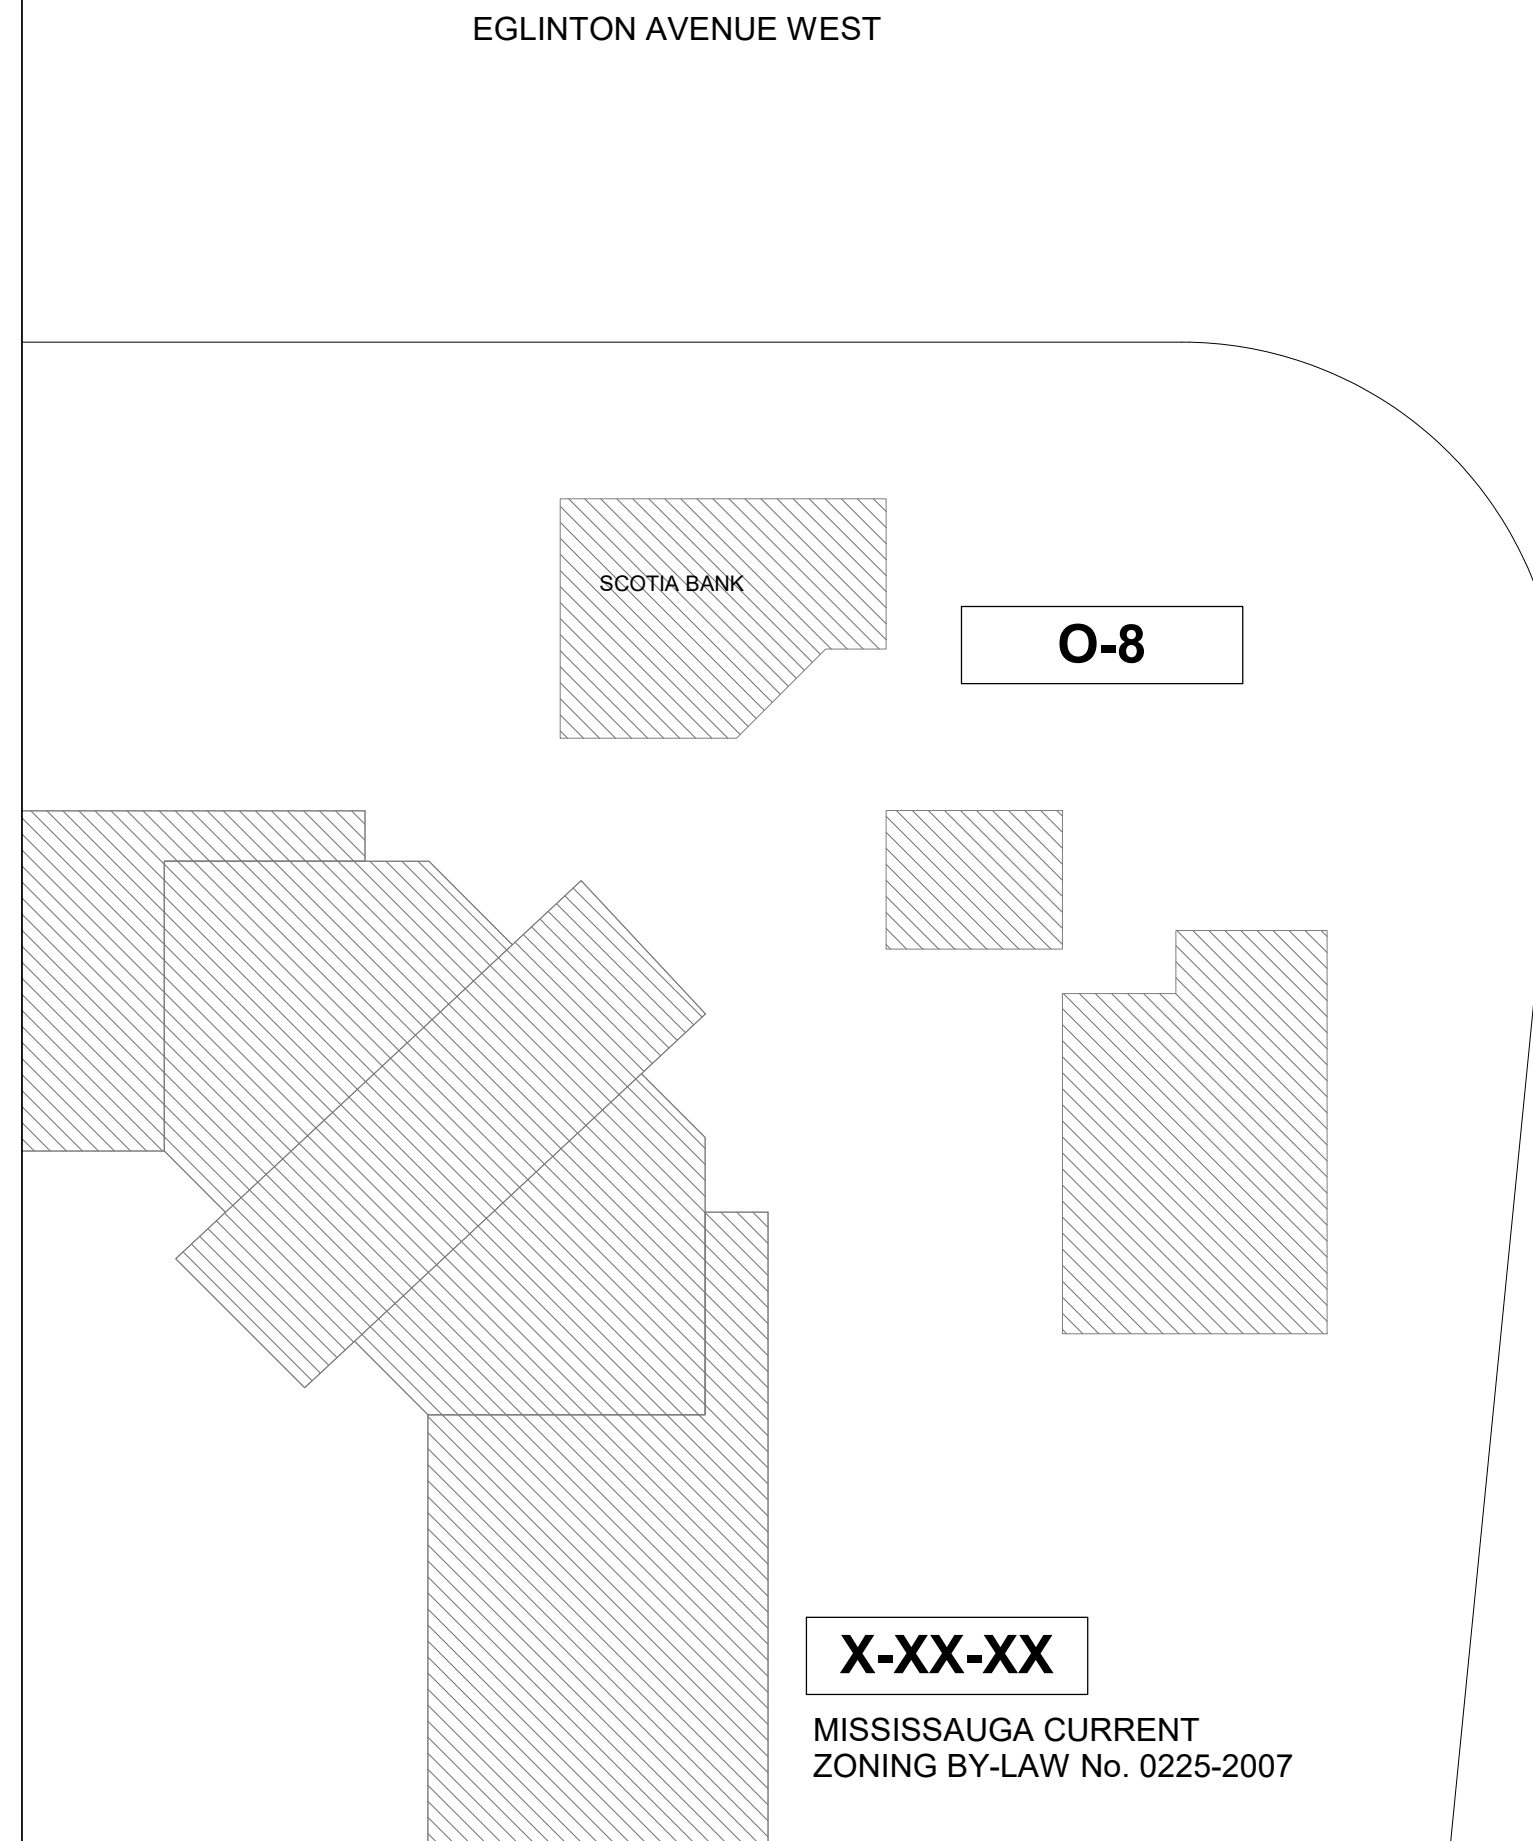 EGLINTON AVENUE WEST
SCOTIA BANK
O-8
X-XX-XX
MISSISSAUGA CURRENT
ZONING BY-LAW No. 0225-2007